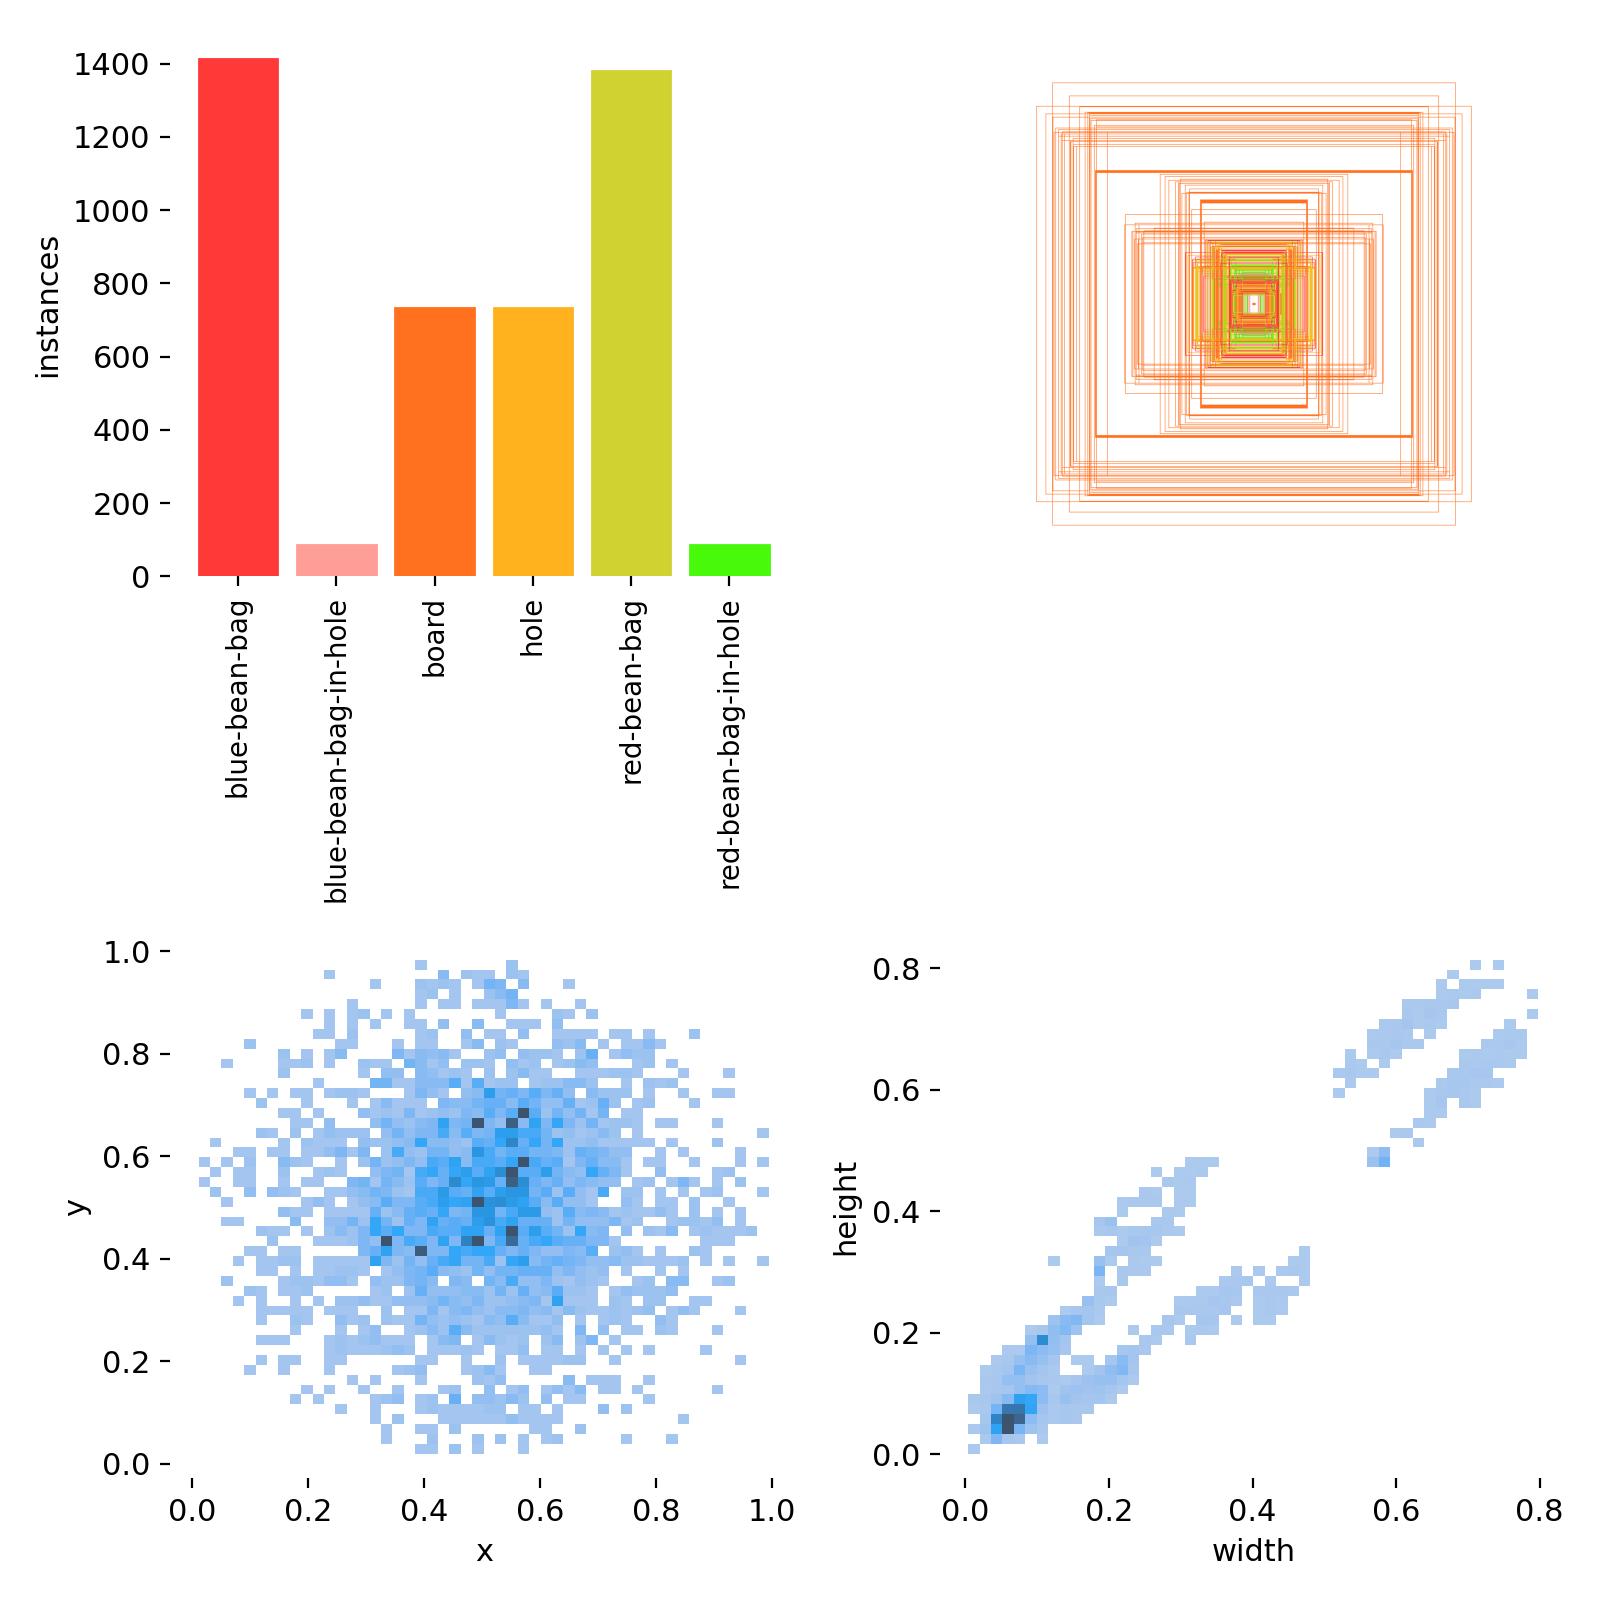 1400
1200
1000
800
600
400
200
0
instances
blue-bean-bag
blue-bean-bag-in-hole
board
hole
red-bean-bag
red-bean-bag-in-hole
1.0
0.8
0.6
0.4
0.2
0.0
y
0.0 0.2 0.4 0.6 0.8 1.0
x
0.8
0.6
0.4
0.2
0.0
height
0.0 0.2 0.4 0.6 0.8
width